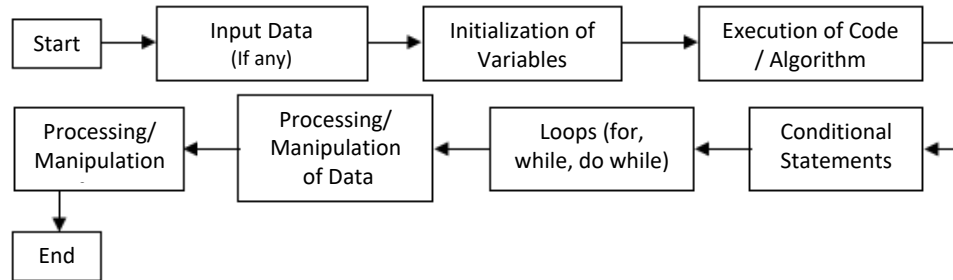 Start
Input Data
(If any)
Initialization of
Variables
Execution of Code
/ Algorithm
Conditional
Statements
Loops (for,
while, do while)
Processing/
Manipulation
of Data
Processing/
Manipulation
End